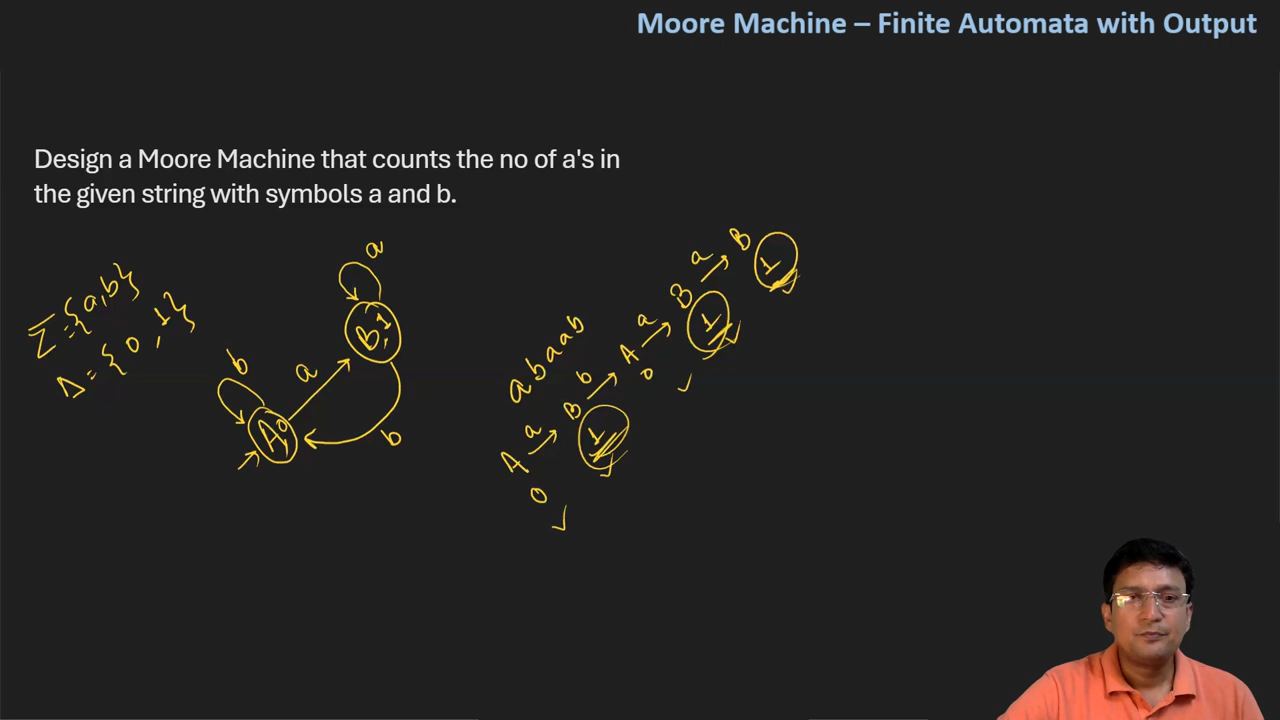 Moore Machine – Finite Automata with Output
Design a Moore Machine that counts the no of a's in
the given string with symbols a and b.
Σ = {a, b}
Δ = {0, 1}
a
B, 1
b
a
A, 0
b
abaaab
A a B b A a B a B
0 1 0 1 1